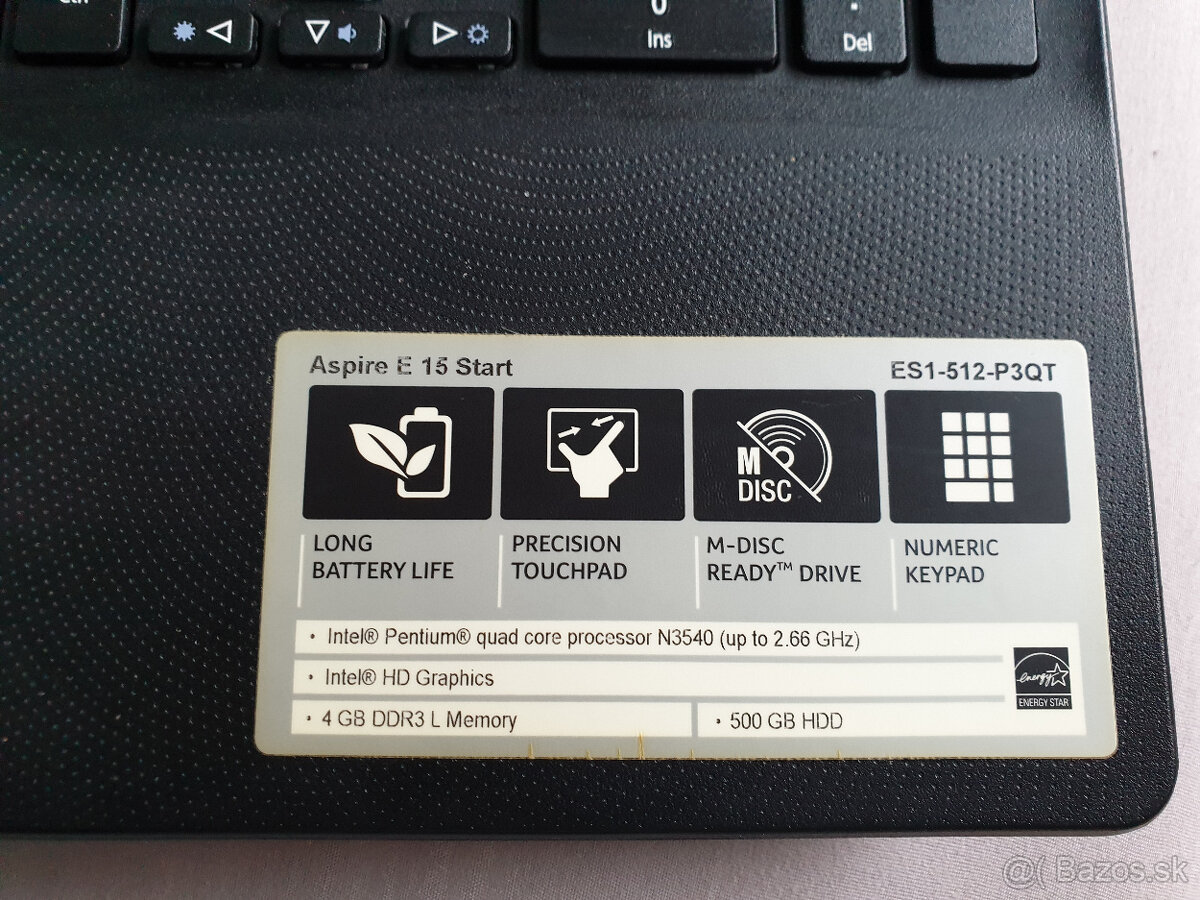 0
Ins
Del
Aspire E 15 Start
ES1-512-P3QT
M DISC
LONG BATTERY LIFE
PRECISION TOUCHPAD
M-DISC READY™ DRIVE
NUMERIC KEYPAD
• Intel® Pentium® quad core processor N3540 (up to 2.66 GHz)
• Intel® HD Graphics
energy
ENERGY STAR
• 4 GB DDR3 L Memory
• 500 GB HDD
@( Bazos.sk